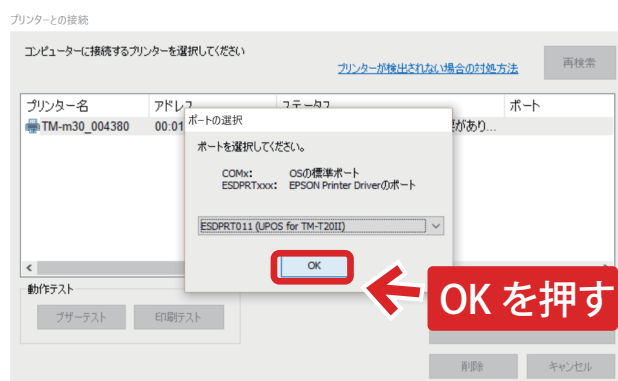 プリンターとの接続
コンピューターに接続するプリンターを選択してください
プリンターが検出されない場合の対処方法
再検索
プリンター名 アドレス ステータス ポート
TM-m30_004380 00:01 要があり...
ポートの選択
ポートを選択してください。
COMx: OSの標準ポート
ESDPRTxxx: EPSON Printer Driverのポート
ESDPRT011 (UPOS for TM-T20II)
OK
OK を押す
動作テスト
ブザーテスト 印刷テスト
削除 キャンセル